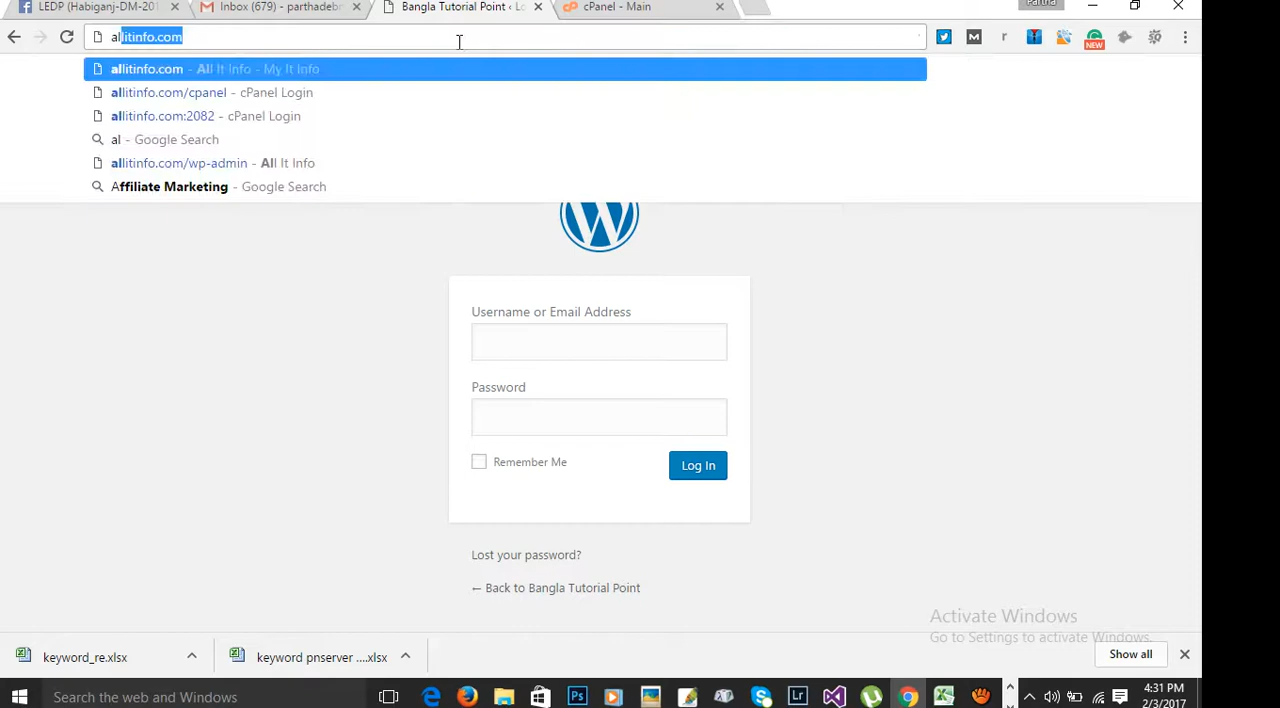 LEDP (Habiganj-DM-201
Inbox (679) - parthadeb
Bangla Tutorial Point ‹ Lo
cPanel - Main
Partha
allitinfo.com
NEW
allitinfo.com - All It Info - My It Info
allitinfo.com/cpanel - cPanel Login
allitinfo.com:2082 - cPanel Login
al - Google Search
allitinfo.com/wp-admin - All It Info
Affiliate Marketing - Google Search
Username or Email Address
Password
Remember Me
Log In
Lost your password?
← Back to Bangla Tutorial Point
Activate Windows
Go to Settings to activate Windows.
keyword_re.xlsx
keyword pnserver ....xlsx
Show all
Search the web and Windows
4:31 PM
2/3/2017